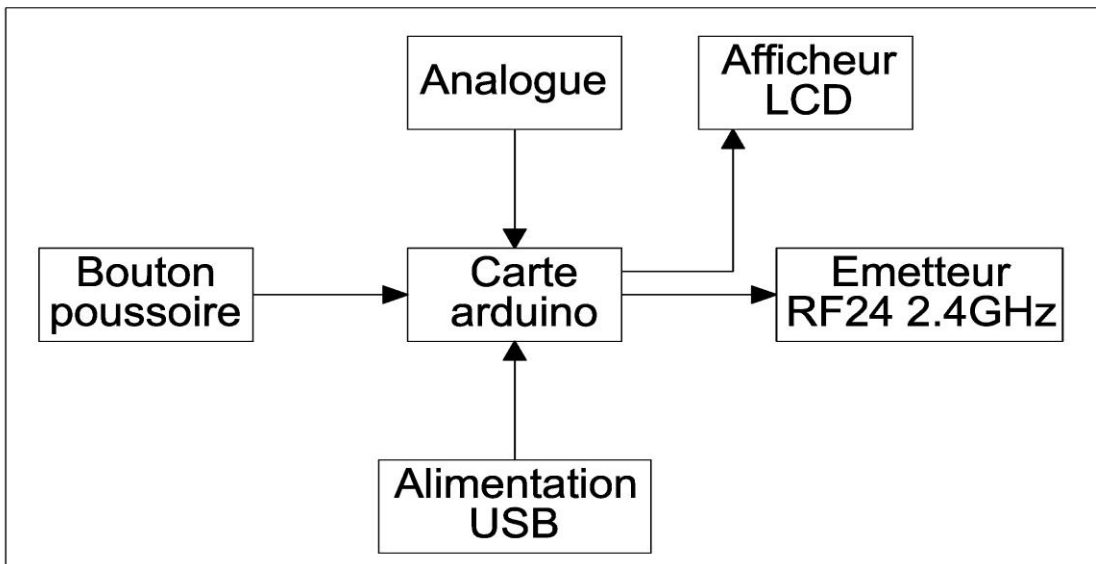 Analogue
Afficheur
LCD
Bouton
poussoire
Carte
arduino
Emetteur
RF24 2.4GHz
Alimentation
USB